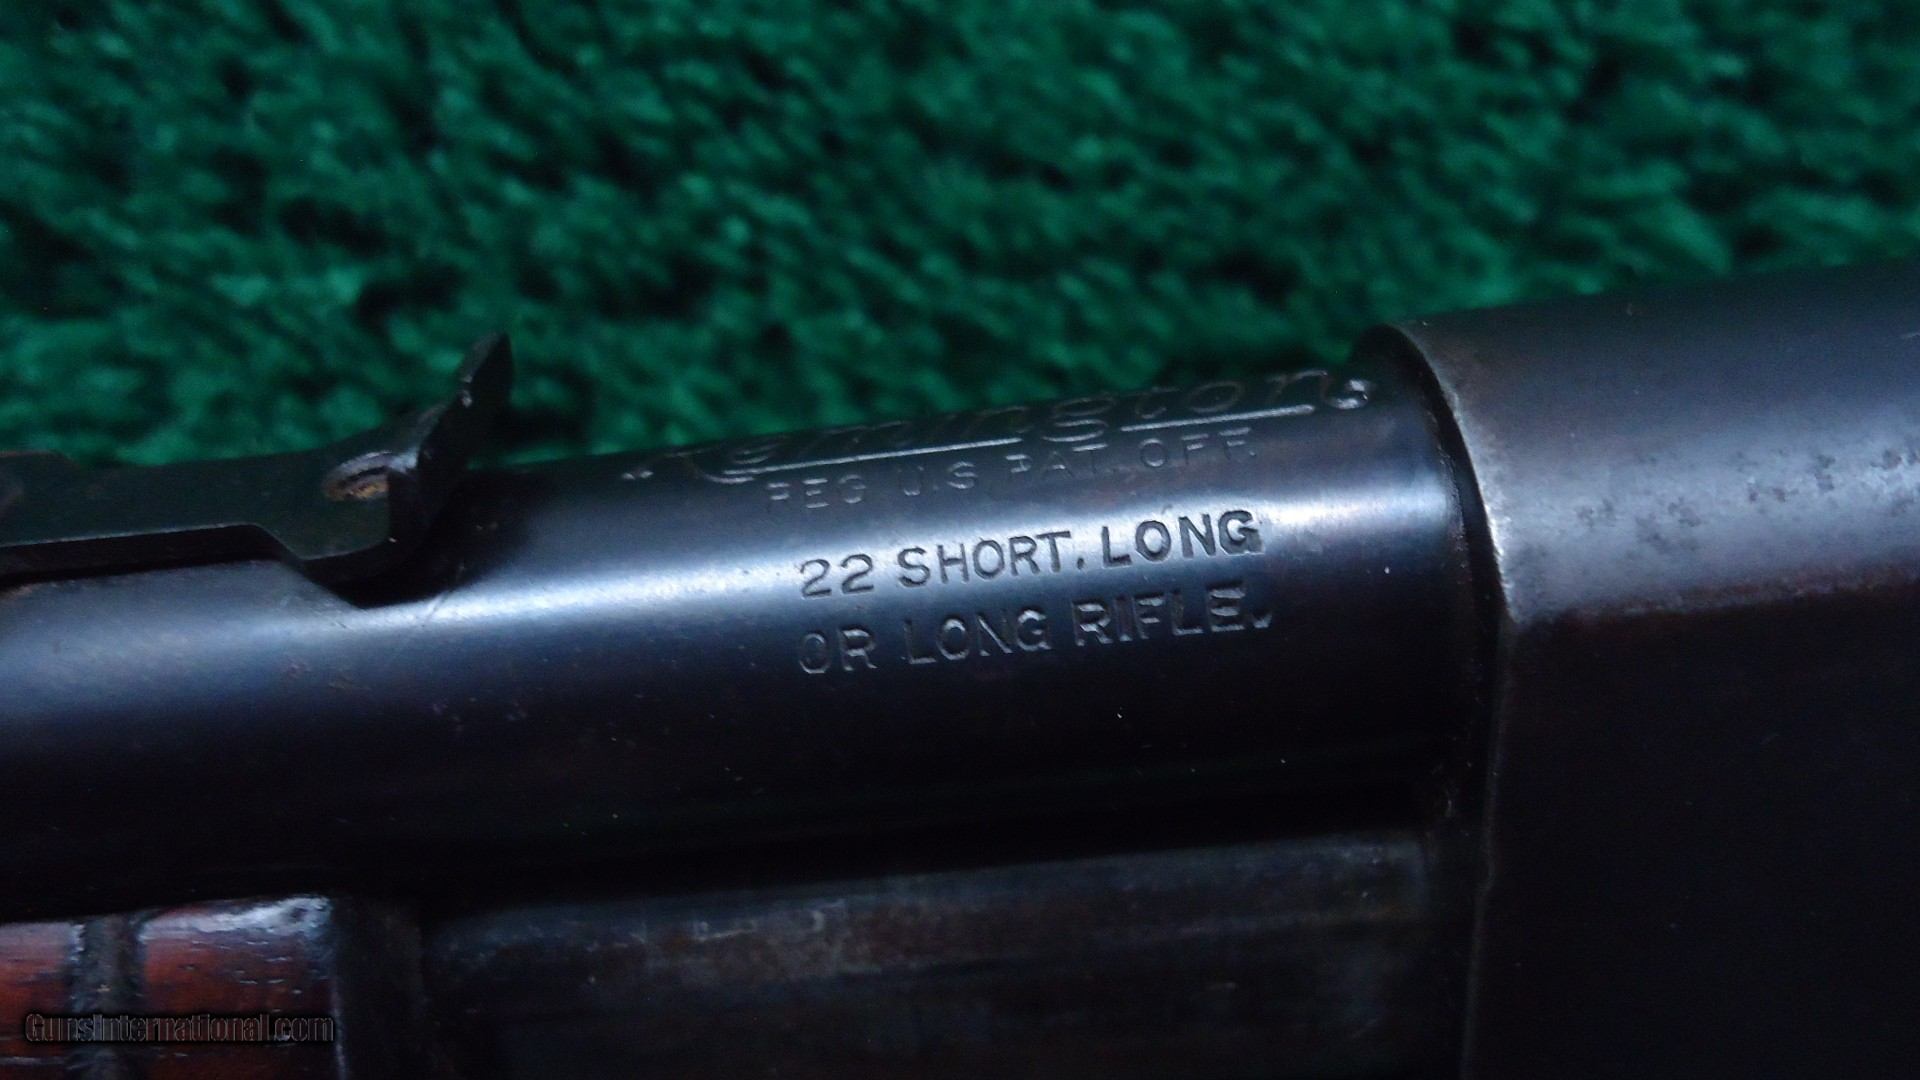 Remington
REG U.S PAT. OFF.
22 SHORT. LONG
OR LONG RIFLE.
GunsInternational.com